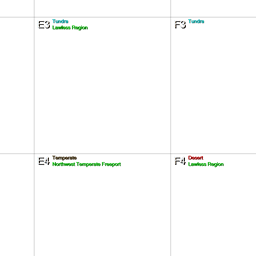 E3 Tundra
Lawless Region
F3 Tundra
E4 Temperate
Northwest Temperate Freeport
F4 Desert
Lawless Region